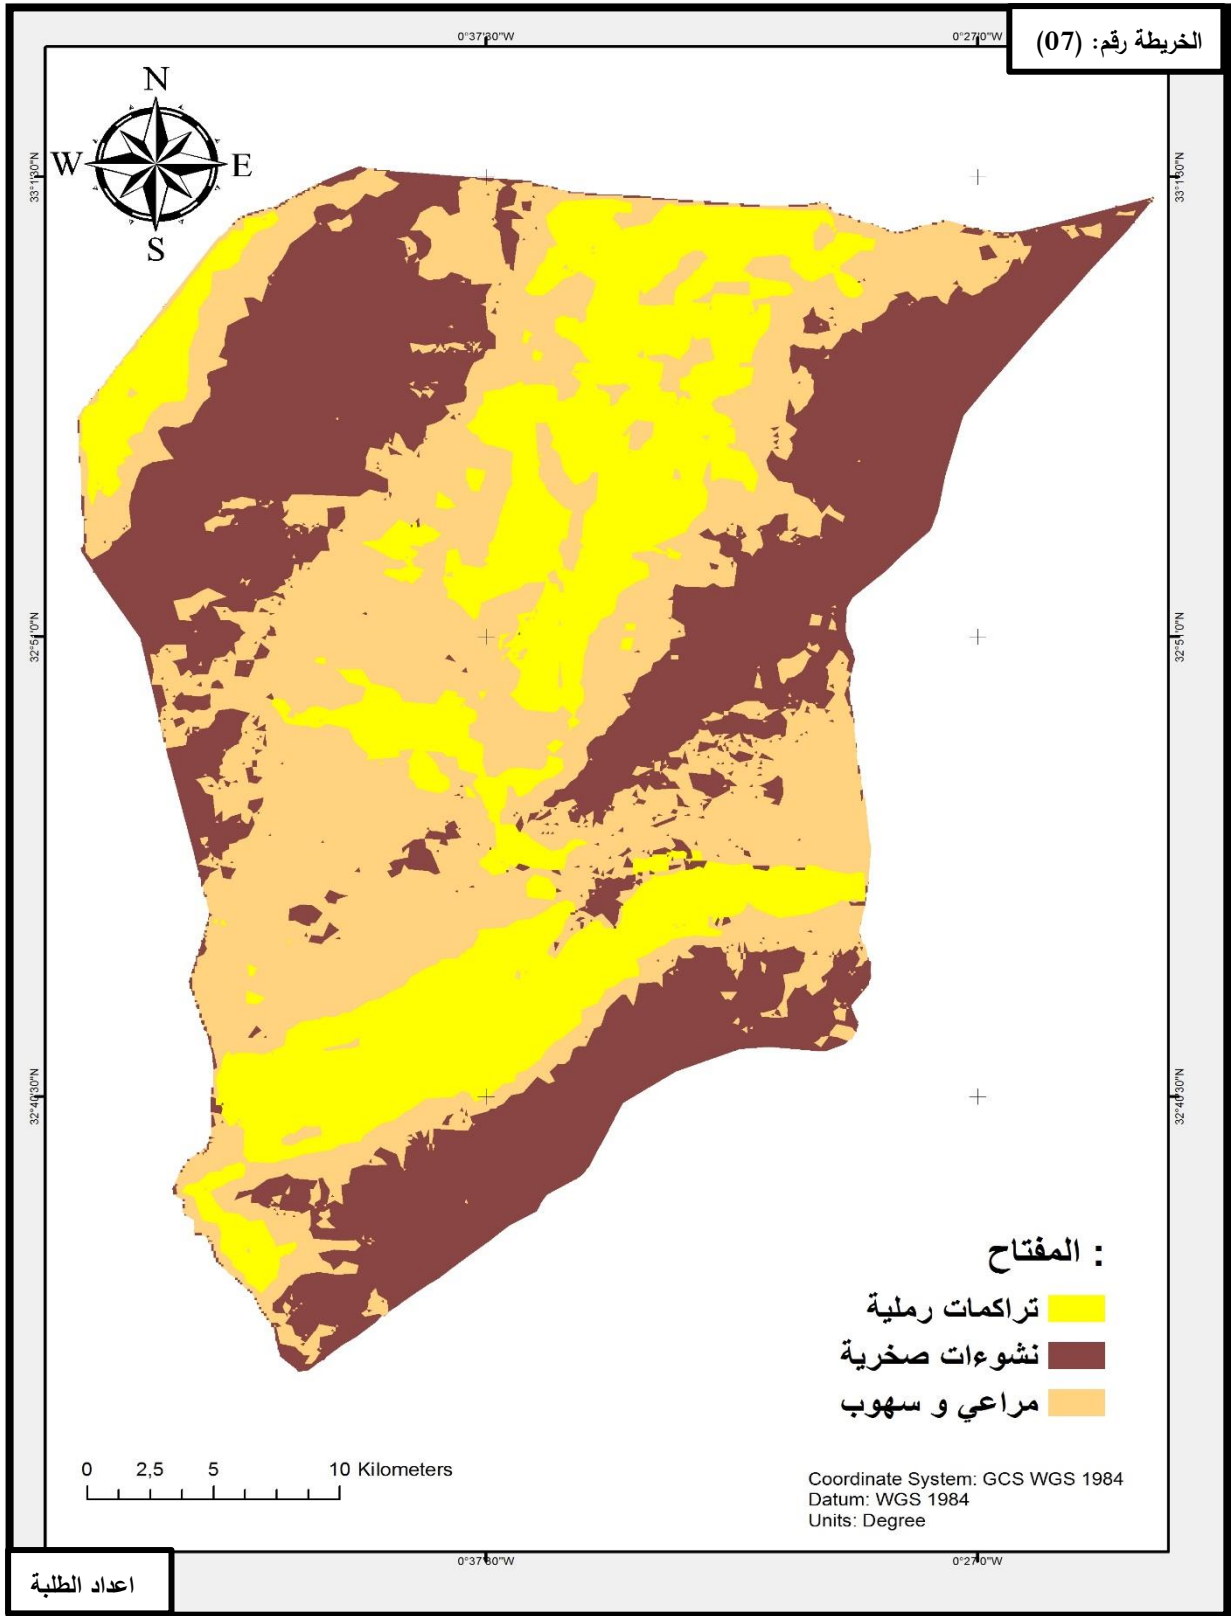 الخريطة رقم: (07)
0°37'30"W
0°27'0"W
N
W
E
S
33°1'30"N
33°1'30"N
32°51'0"N
32°51'0"N
32°40'30"N
32°40'30"N
المفتاح :
تراكمات رملية
نشوءات صخرية
مراعي و سهوب
0 2,5 5 10 Kilometers
Coordinate System: GCS WGS 1984
Datum: WGS 1984
Units: Degree
0°37'30"W
0°27'0"W
اعداد الطلبة